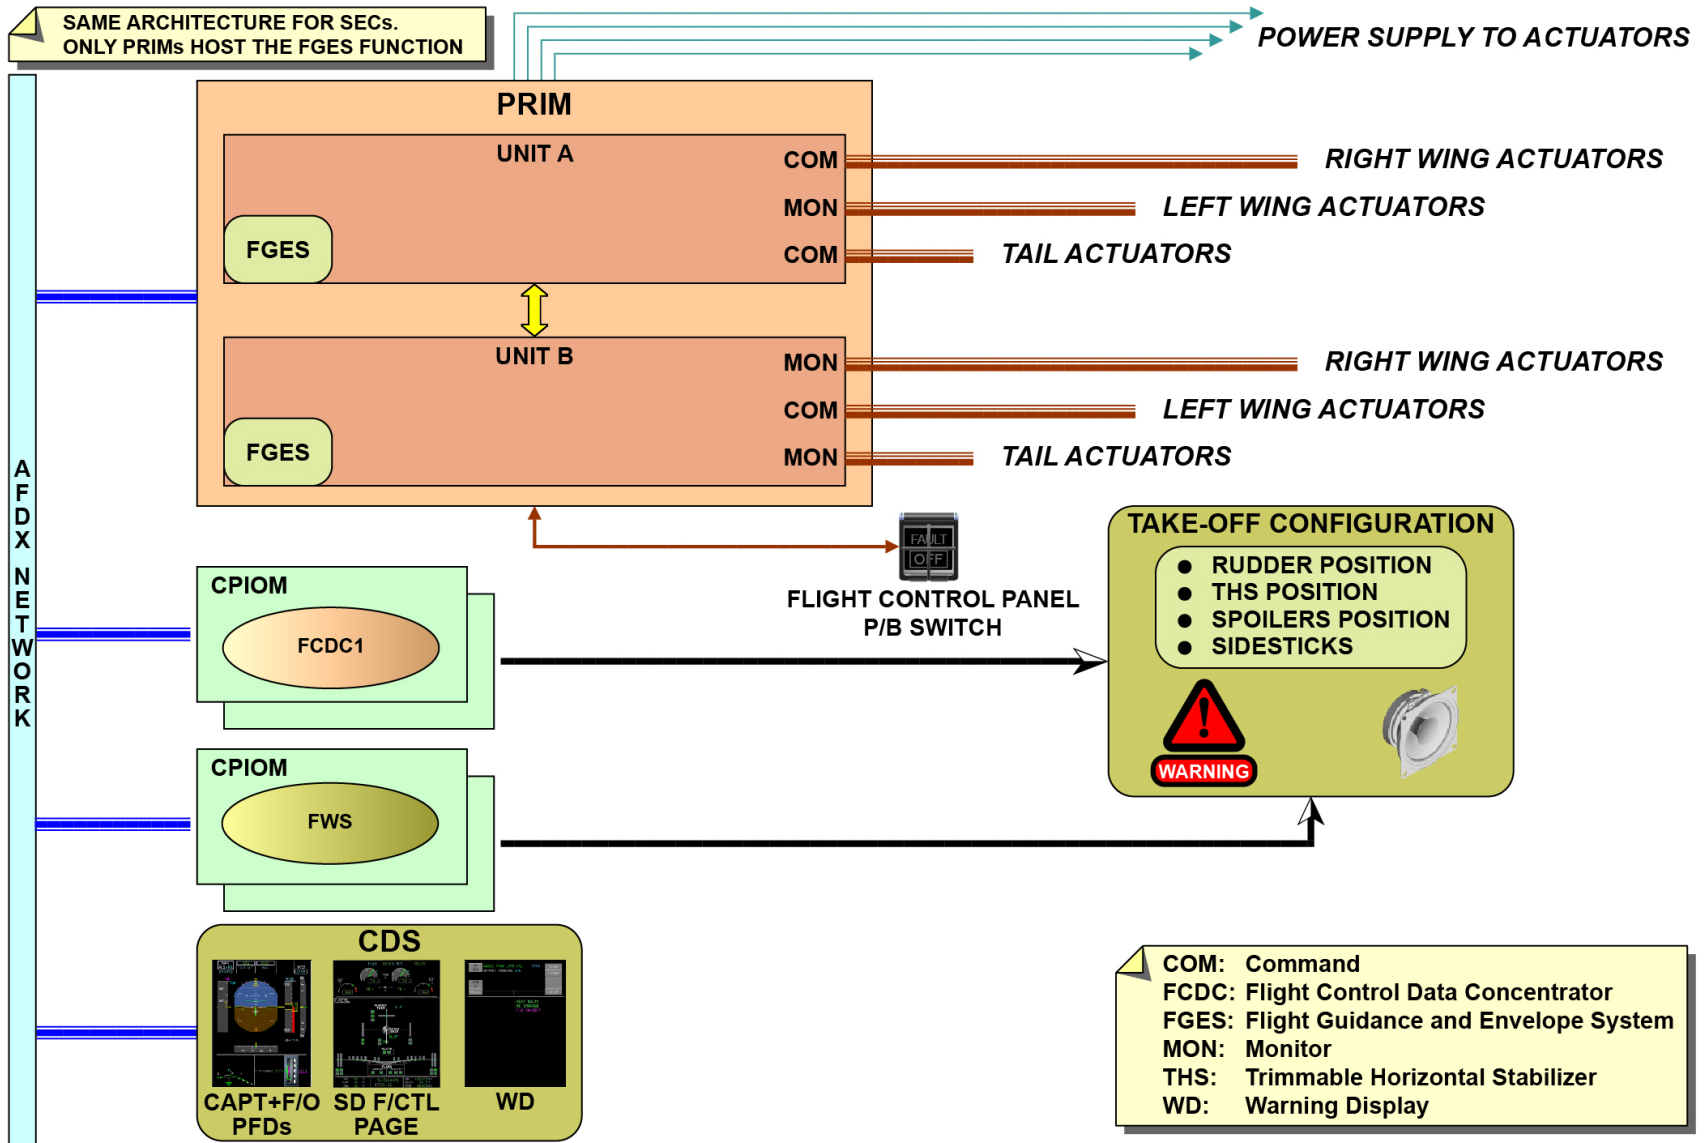 SAME ARCHITECTURE FOR SECs.
ONLY PRIMs HOST THE FGES FUNCTION
POWER SUPPLY TO ACTUATORS
PRIM
UNIT A
COM
RIGHT WING ACTUATORS
MON
LEFT WING ACTUATORS
FGES
COM
TAIL ACTUATORS
UNIT B
MON
RIGHT WING ACTUATORS
COM
LEFT WING ACTUATORS
FGES
MON
TAIL ACTUATORS
AFDX NETWORK
FAULT
OFF
FLIGHT CONTROL PANEL
P/B SWITCH
TAKE-OFF CONFIGURATION
● RUDDER POSITION
● THS POSITION
● SPOILERS POSITION
● SIDESTICKS
WARNING
CPIOM
FCDC1
CPIOM
FWS
CDS
CAPT+F/O
PFDs
SD F/CTL
PAGE
WD
COM: Command
FCDC: Flight Control Data Concentrator
FGES: Flight Guidance and Envelope System
MON: Monitor
THS: Trimmable Horizontal Stabilizer
WD: Warning Display